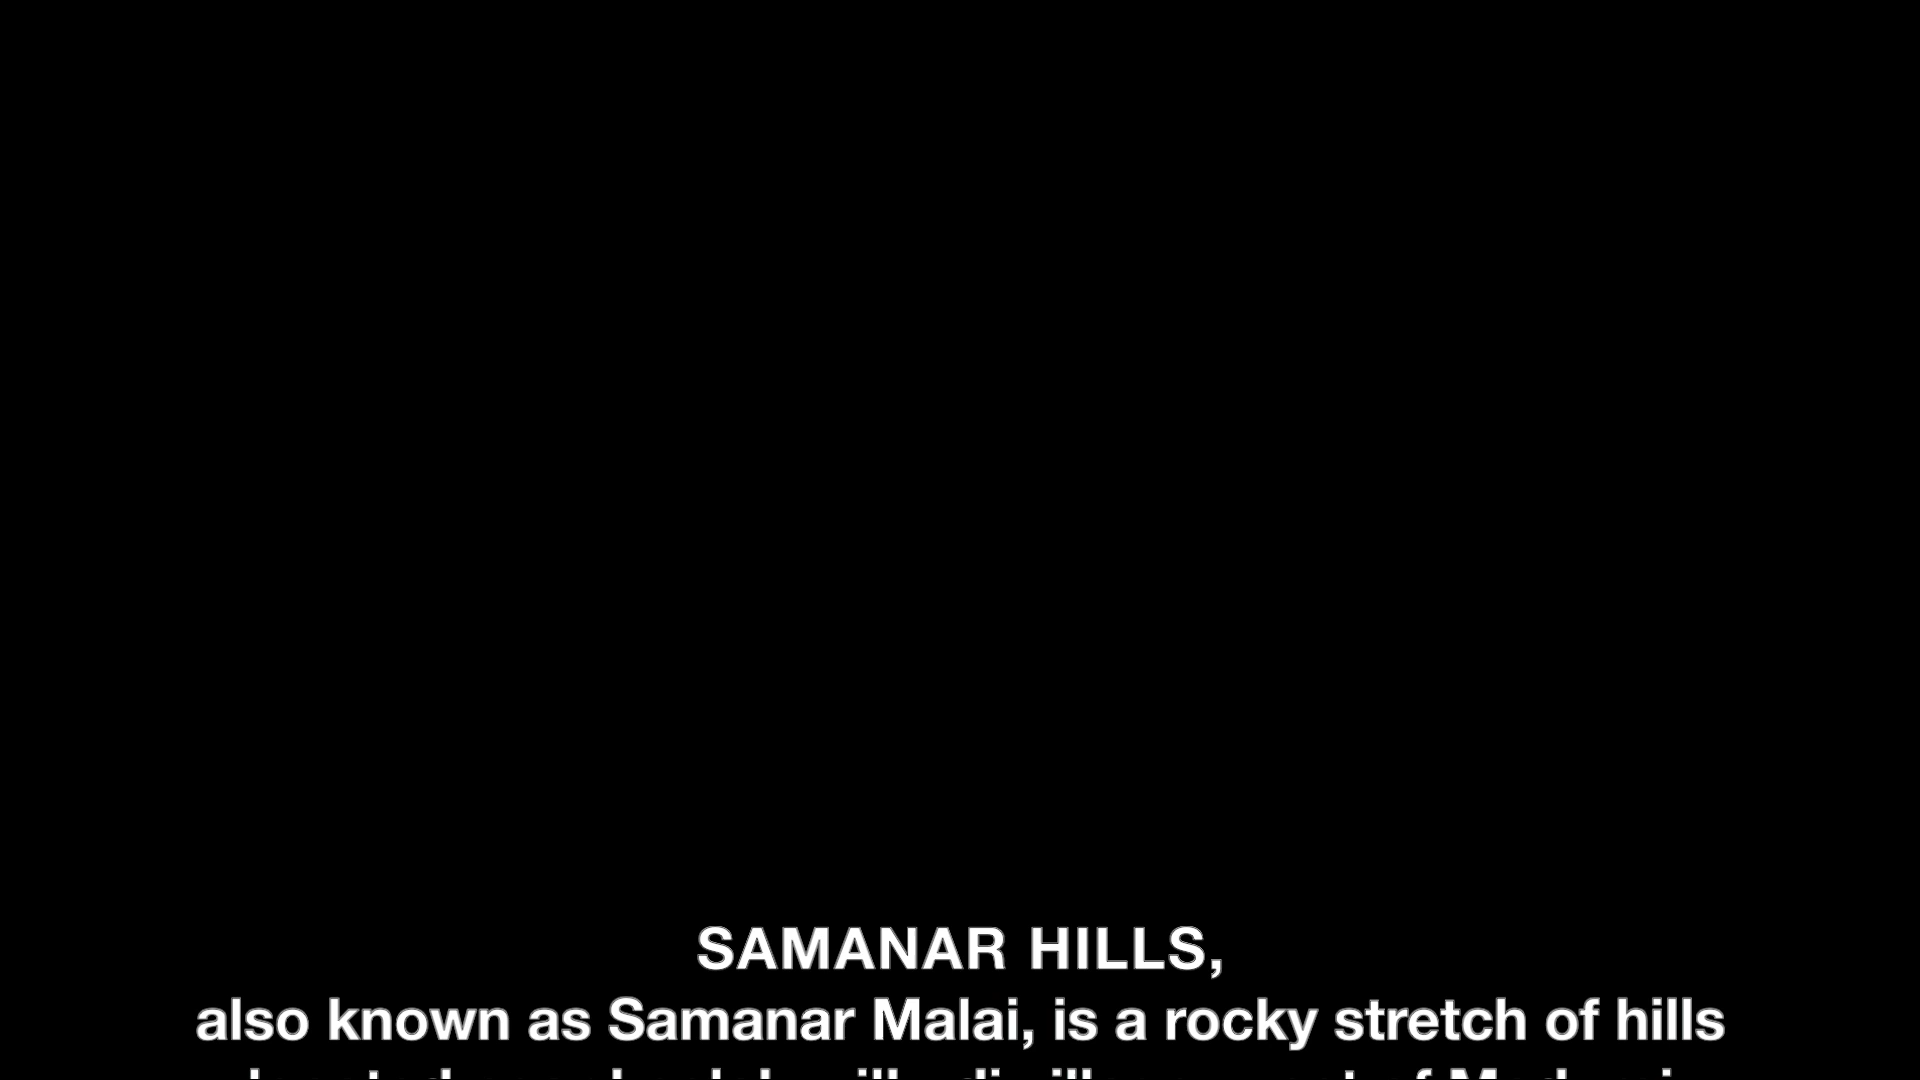 SAMANAR HILLS,
also known as Samanar Malai, is a rocky stretch of hills